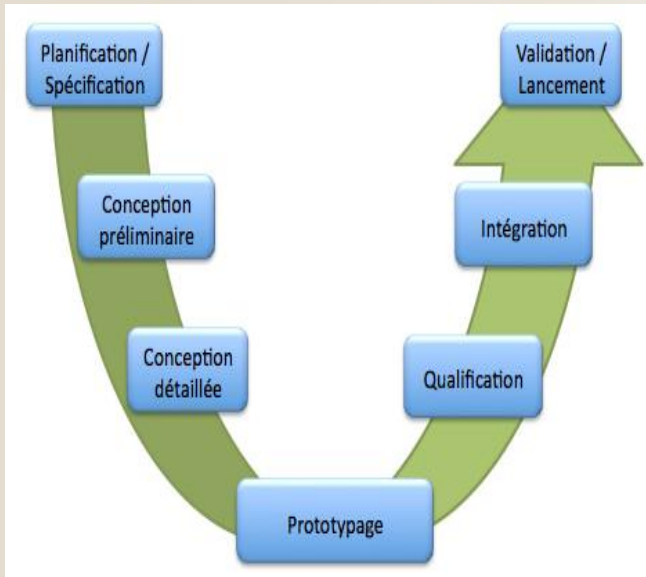 Planification /
Spécification
Conception
préliminaire
Conception
détaillée
Prototypage
Qualification
Intégration
Validation /
Lancement